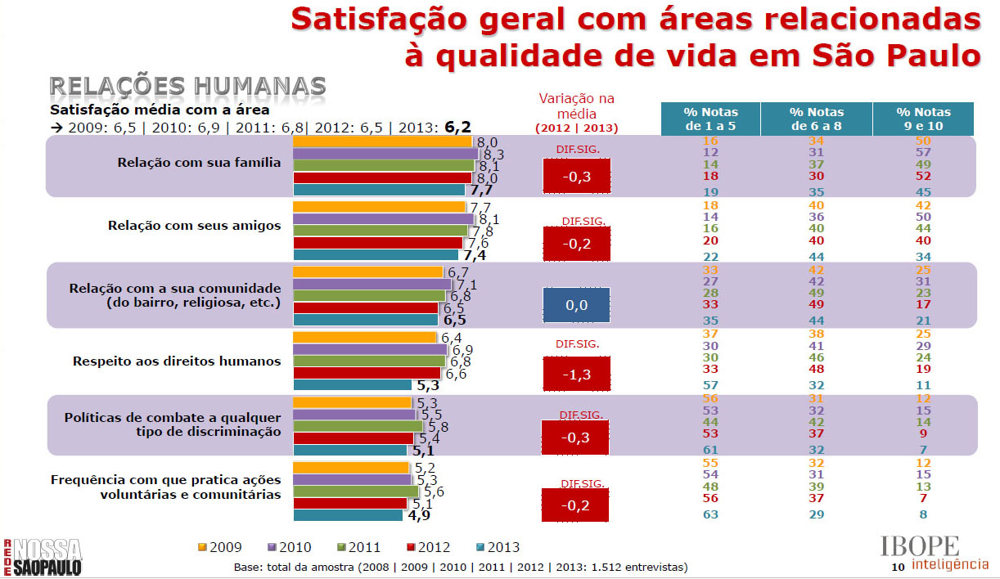 Satisfação geral com áreas relacionadas
à qualidade de vida em São Paulo
RELAÇÕES HUMANAS
Satisfação média com a área
→ 2009: 6,5 | 2010: 6,9 | 2011: 6,8| 2012: 6,5 | 2013: 6,2
Variação na
média
(2012 | 2013)
% Notas
de 1 a 5
% Notas
de 6 a 8
% Notas
9 e 10
Relação com sua família
8,0
8,3
8,1
8,0
7,7
DIF.SIG.
-0,3
16 34 50
12 31 57
14 37 49
18 30 52
19 35 45
Relação com seus amigos
7,7
8,1
7,8
7,6
7,4
DIF.SIG.
-0,2
18 40 42
14 36 50
16 40 44
20 40 40
22 44 34
Relação com a sua comunidade
(do bairro, religiosa, etc.)
6,7
7,1
6,8
6,5
6,5
0,0
33 42 25
27 42 31
28 49 23
33 49 17
35 44 21
Respeito aos direitos humanos
6,4
6,9
6,8
6,6
5,3
DIF.SIG.
-1,3
37 38 25
30 41 29
30 46 24
33 48 19
57 32 11
Políticas de combate a qualquer
tipo de discriminação
5,3
5,5
5,8
5,4
5,1
DIF.SIG.
-0,3
56 31 12
53 32 15
44 42 14
53 37 9
61 32 7
Frequência com que pratica ações
voluntárias e comunitárias
5,2
5,3
5,6
5,1
4,9
DIF.SIG.
-0,2
55 32 12
54 31 15
48 39 13
56 37 7
63 29 8
2009 2010 2011 2012 2013
Base: total da amostra (2008 | 2009 | 2010 | 2011 | 2012 | 2013: 1.512 entrevistas)
REDE
NOSSA
SÃOPAULO
IBOPE
inteligência
10